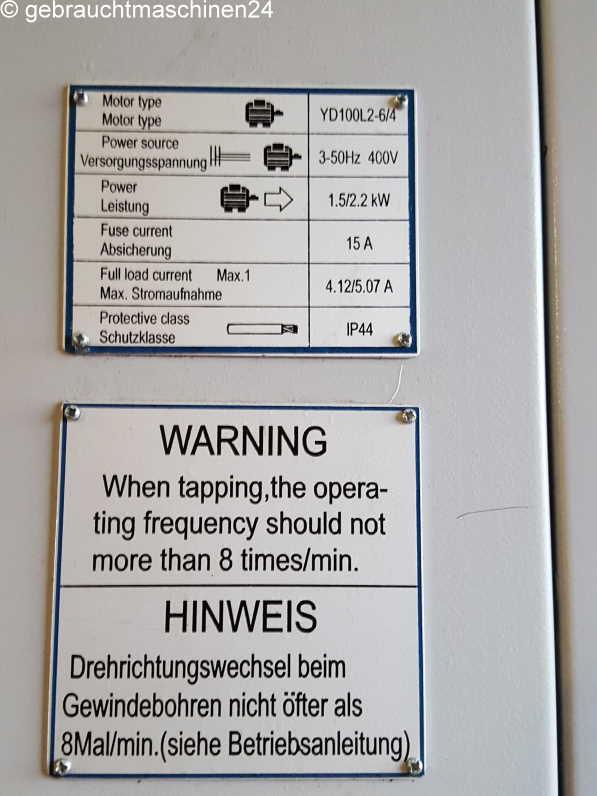 © gebrauchtmaschinen24
Motor type
Motor type
YD100L2-6/4
Power source
Versorgungsspannung
3-50Hz 400V
Power
Leistung
1.5/2.2 kW
Fuse current
Absicherung
15 A
Full load current Max.1
Max. Stromaufnahme
4.12/5.07 A
Protective class
Schutzklasse
IP44
WARNING
When tapping,the opera-
ting frequency should not
more than 8 times/min.
HINWEIS
Drehrichtungswechsel beim
Gewindebohren nicht öfter als
8Mal/min.(siehe Betriebsanleitung)